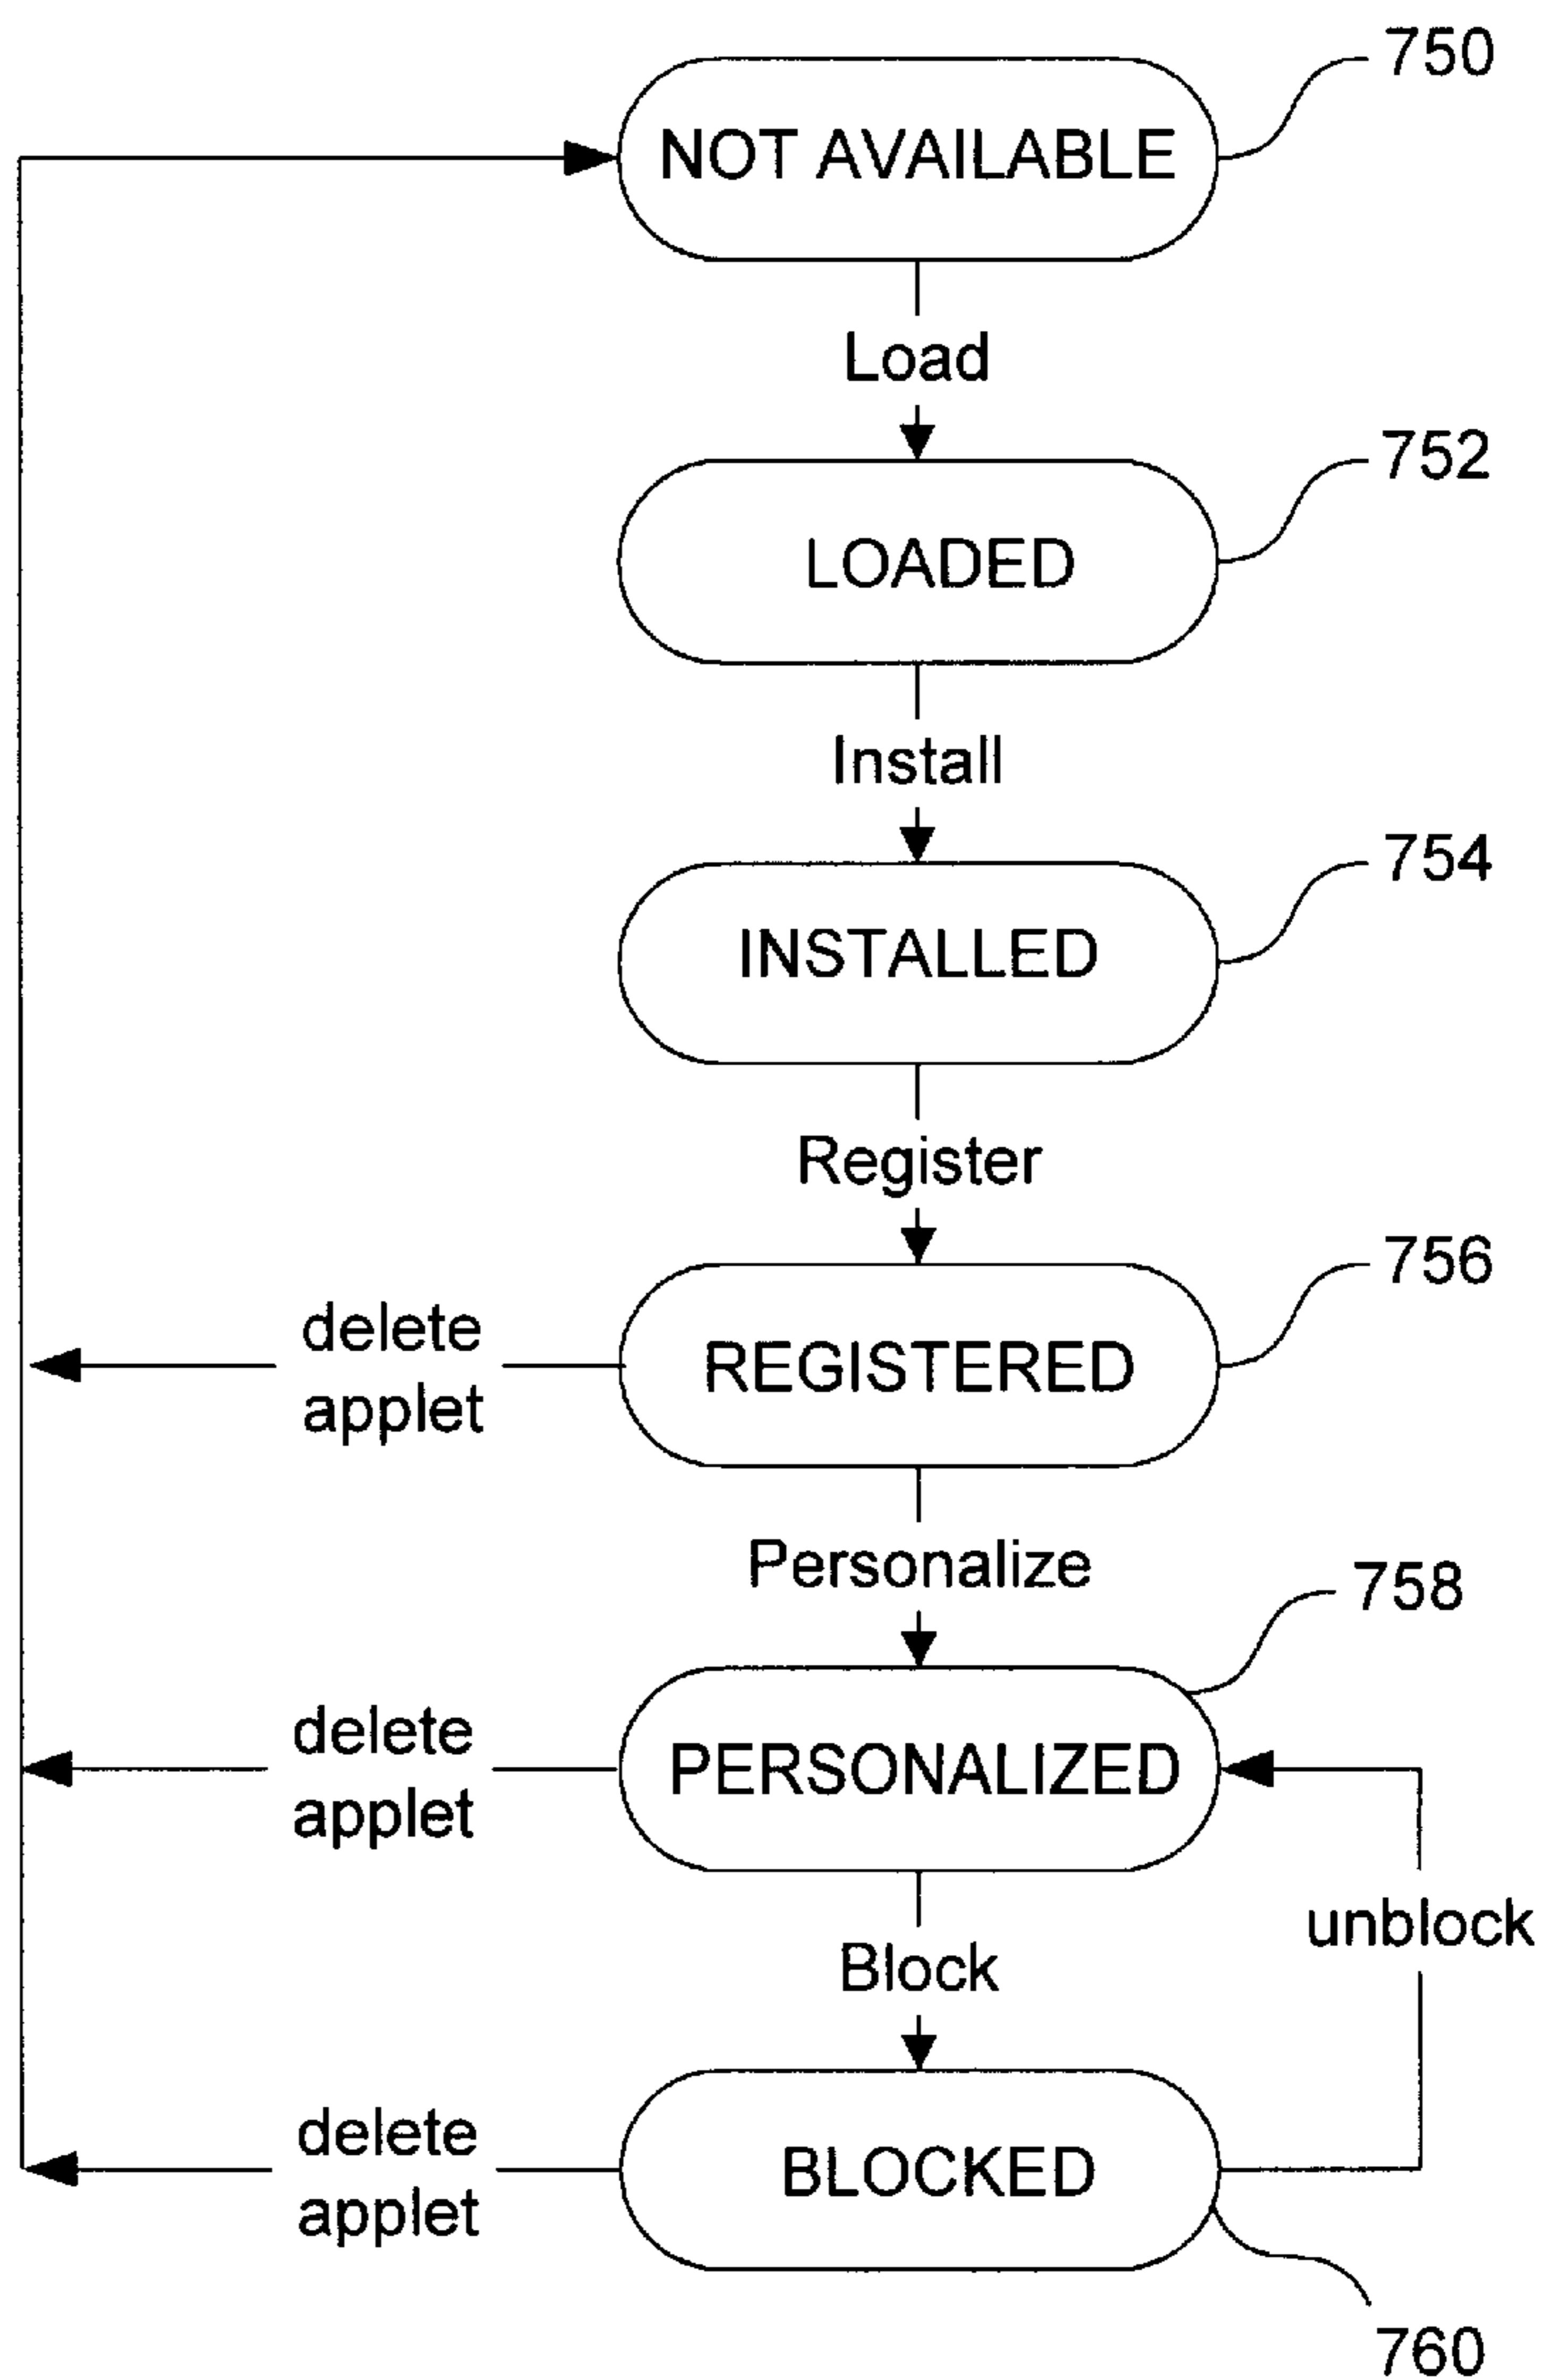 750
NOT AVAILABLE
Load
752
LOADED
Install
754
INSTALLED
Register
756
delete
applet
REGISTERED
Personalize
758
delete
applet
PERSONALIZED
unblock
Block
delete
applet
BLOCKED
760